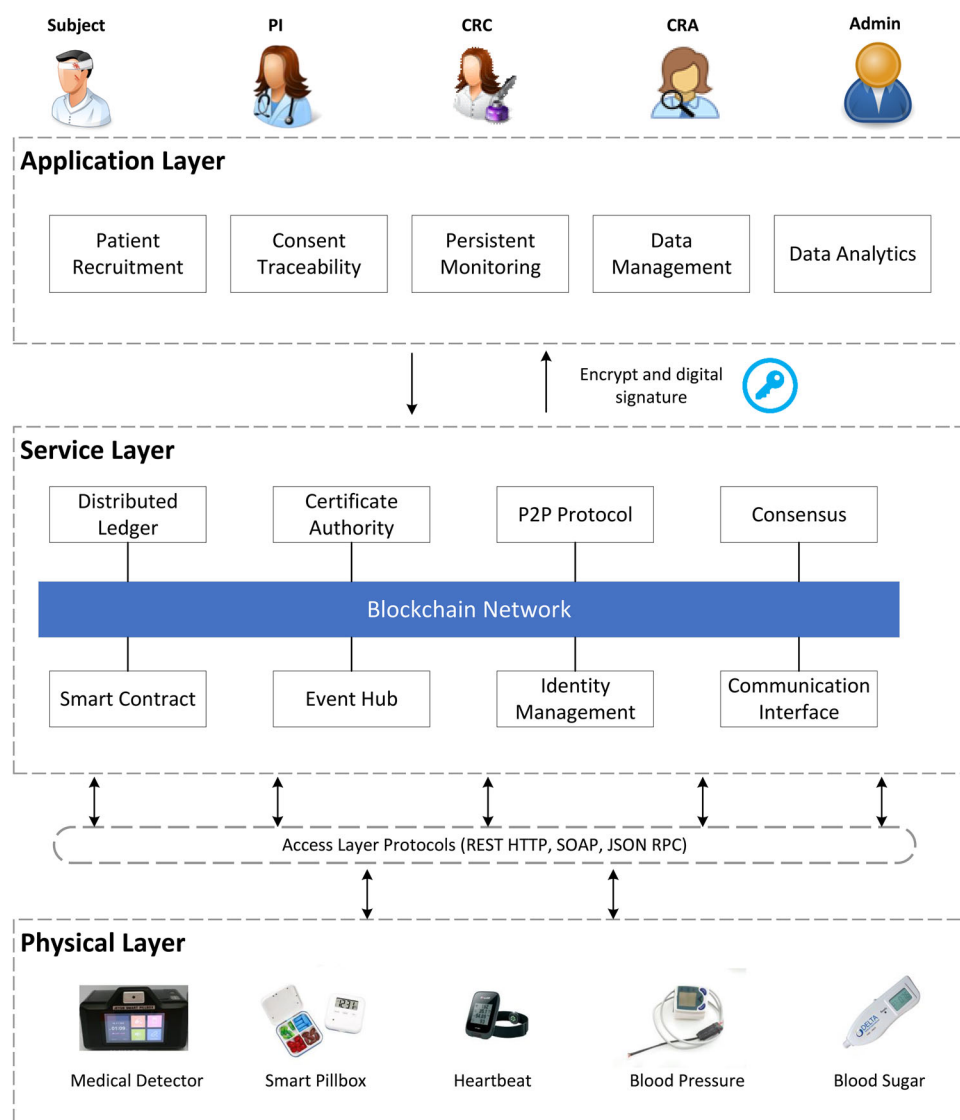 Subject
PI
CRC
CRA
Admin
Application Layer
Patient
Recruitment
Consent
Traceability
Persistent
Monitoring
Data
Management
Data Analytics
Encrypt and digital
signature
Service Layer
Distributed
Ledger
Certificate
Authority
P2P Protocol
Consensus
Blockchain Network
Smart Contract
Event Hub
Identity
Management
Communication
Interface
Access Layer Protocols (REST HTTP, SOAP, JSON RPC)
Physical Layer
DELTA
Medical Detector
Smart Pillbox
Heartbeat
Blood Pressure
Blood Sugar